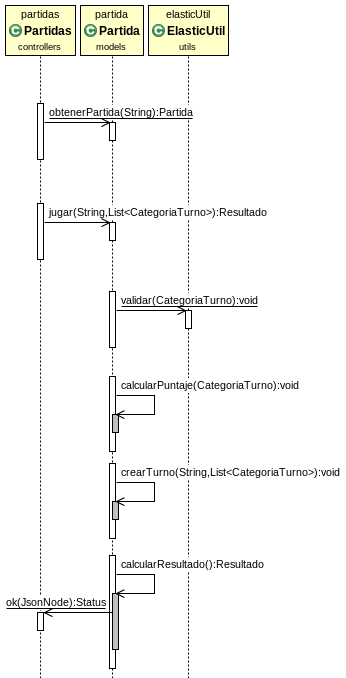 partidas
Partidas
controllers
partida
Partida
models
elasticUtil
ElasticUtil
utils
obtenerPartida(String):Partida
jugar(String,List<CategoriaTurno>):Resultado
validar(CategoriaTurno):void
calcularPuntaje(CategoriaTurno):void
crearTurno(String,List<CategoriaTurno>):void
calcularResultado():Resultado
ok(JsonNode):Status